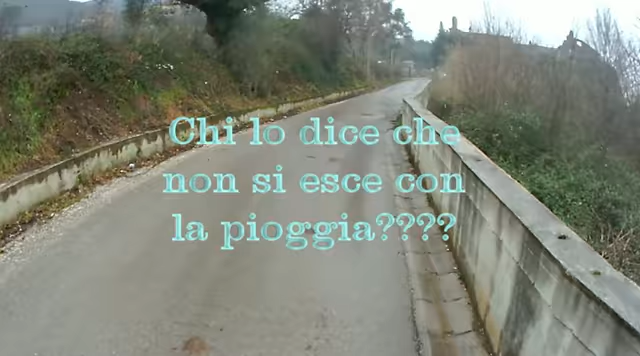 Chi lo dice che
non si esce con
la pioggia????